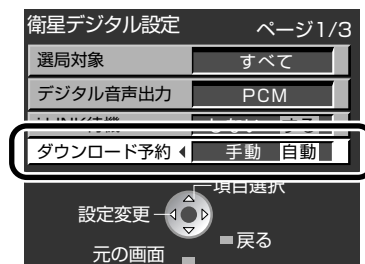 衛星デジタル設定 ページ1/3
選局対象 すべて
デジタル音声出力 PCM
ダウンロード予約 手動 自動
項目選択
設定変更
戻る
元の画面